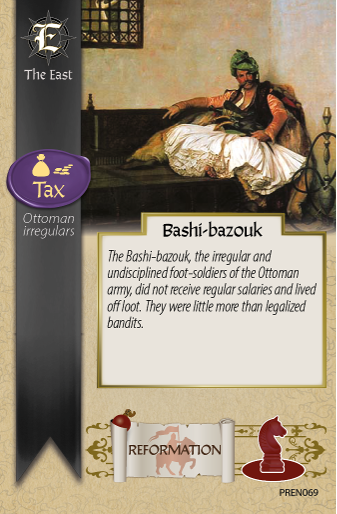 E
The East
Tax
Ottoman
irregulars
Bashi-bazouk
The Bashi-bazouk, the irregular and
undisciplined foot-soldiers of the Ottoman
army, did not receive regular salaries and lived
off loot. They were little more than legalized
bandits.
REFORMATION
PREN069